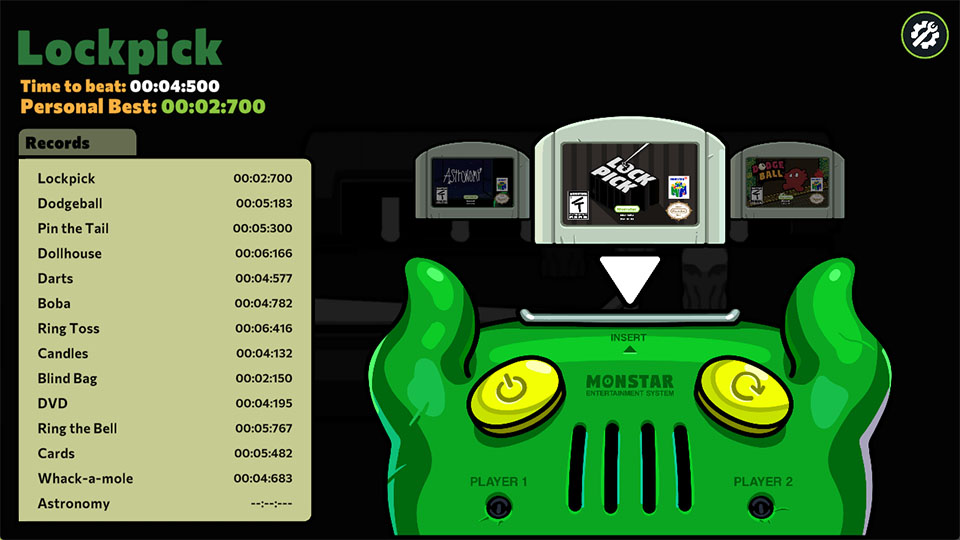 Lockpick
Time to beat: 00:04:500
Personal Best: 00:02:700
Records
Lockpick 00:02:700
Dodgeball 00:05:183
Pin the Tail 00:05:300
Dollhouse 00:06:166
Darts 00:04:577
Boba 00:04:782
Ring Toss 00:06:416
Candles 00:04:132
Blind Bag 00:02:150
DVD 00:04:195
Ring the Bell 00:05:767
Cards 00:05:482
Whack-a-mole 00:04:683
Astronomy --:--:---
ASTRONOMY
LOCK
PICK
DODGE
BALL
INSERT
MONSTAR
ENTERTAINMENT SYSTEM
PLAYER 1
PLAYER 2